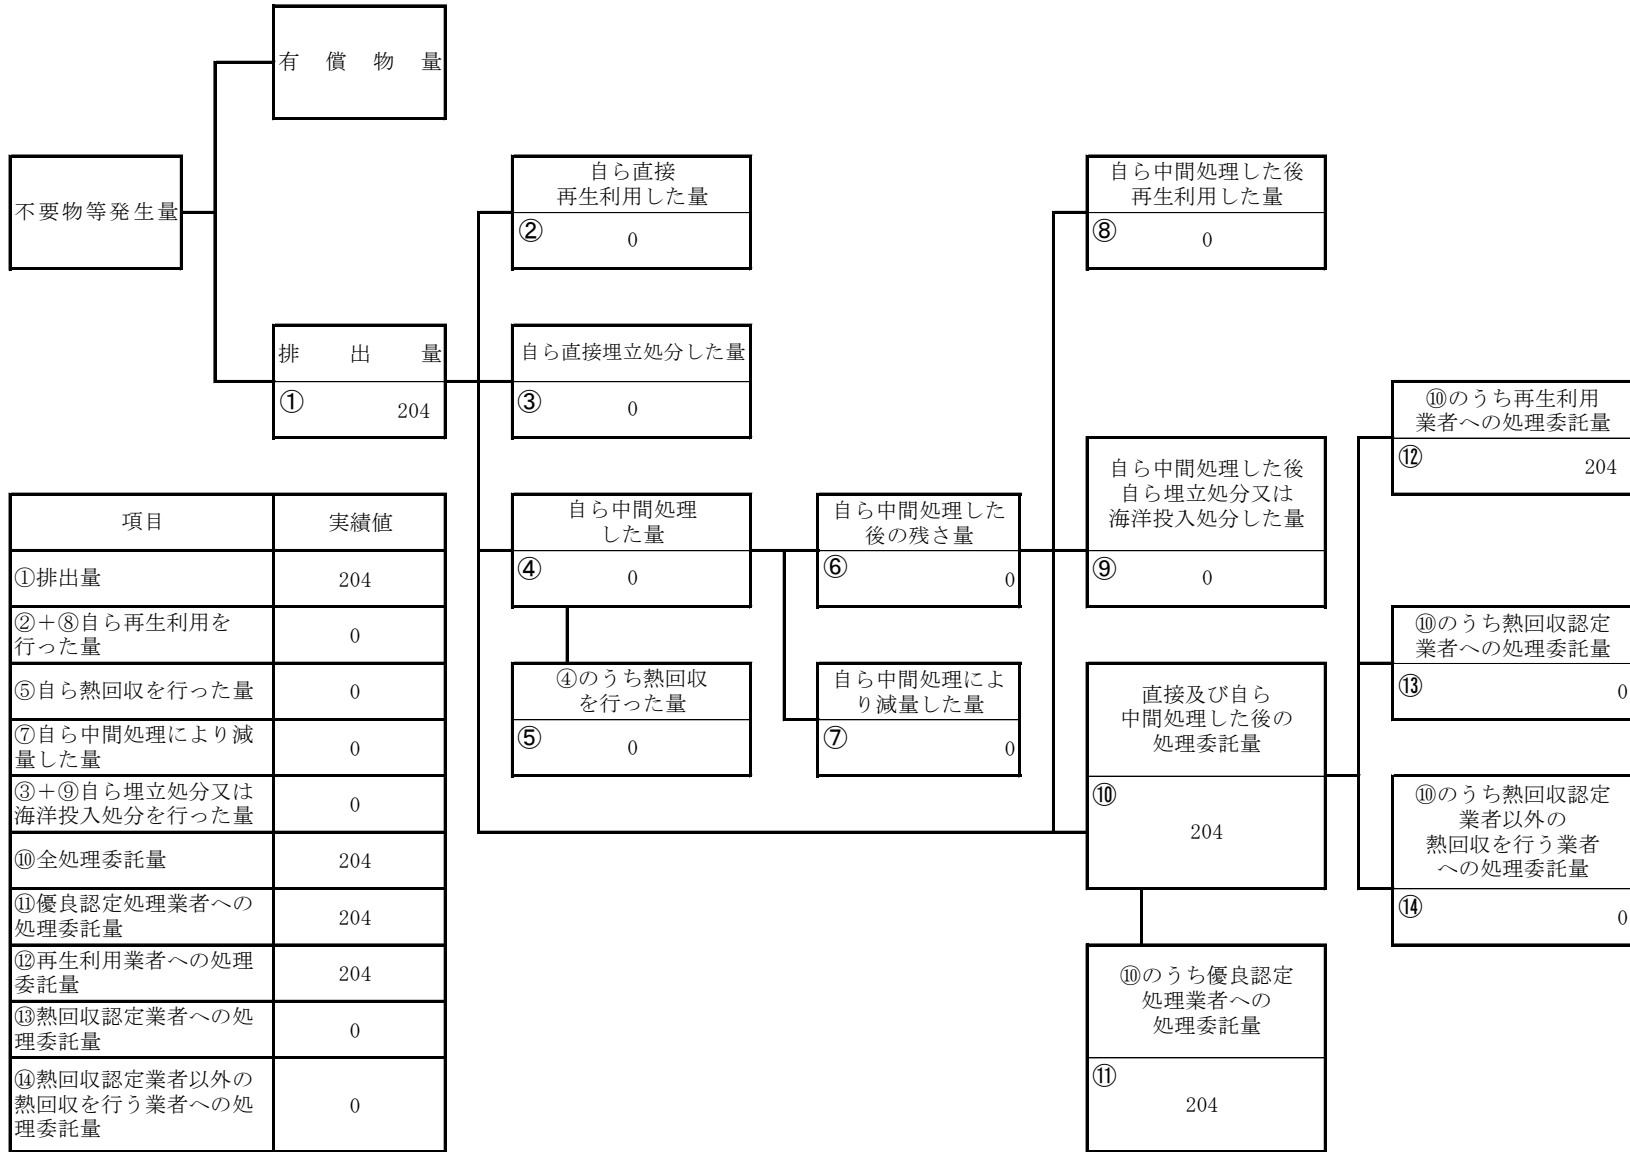 有償物量
不要物等発生量
排出量
① 204
自ら直接
再生利用した量
② 0
自ら直接埋立処分した量
③ 0
自ら中間処理
した量
④ 0
④のうち熱回収
を行った量
⑤ 0
自ら中間処理した
後の残さ量
⑥ 0
自ら中間処理によ
り減量した量
⑦ 0
自ら中間処理した後
再生利用した量
⑧ 0
自ら中間処理した後
自ら埋立処分又は
海洋投入処分した量
⑨ 0
直接及び自ら
中間処理した後の
処理委託量
⑩
204
⑩のうち優良認定
処理業者への
処理委託量
⑪
204
⑩のうち再生利用
業者への処理委託量
⑫ 204
⑩のうち熱回収認定
業者への処理委託量
⑬ 0
⑩のうち熱回収認定
業者以外の
熱回収を行う業者
への処理委託量
⑭ 0
項目 実績値
①排出量 204
②+⑧自ら再生利用を
行った量 0
⑤自ら熱回収を行った量 0
⑦自ら中間処理により減
量した量 0
③+⑨自ら埋立処分又は
海洋投入処分を行った量 0
⑩全処理委託量 204
⑪優良認定処理業者への
処理委託量 204
⑫再生利用業者への処理
委託量 204
⑬熱回収認定業者への処
理委託量 0
⑭熱回収認定業者以外の
熱回収を行う業者への処
理委託量 0